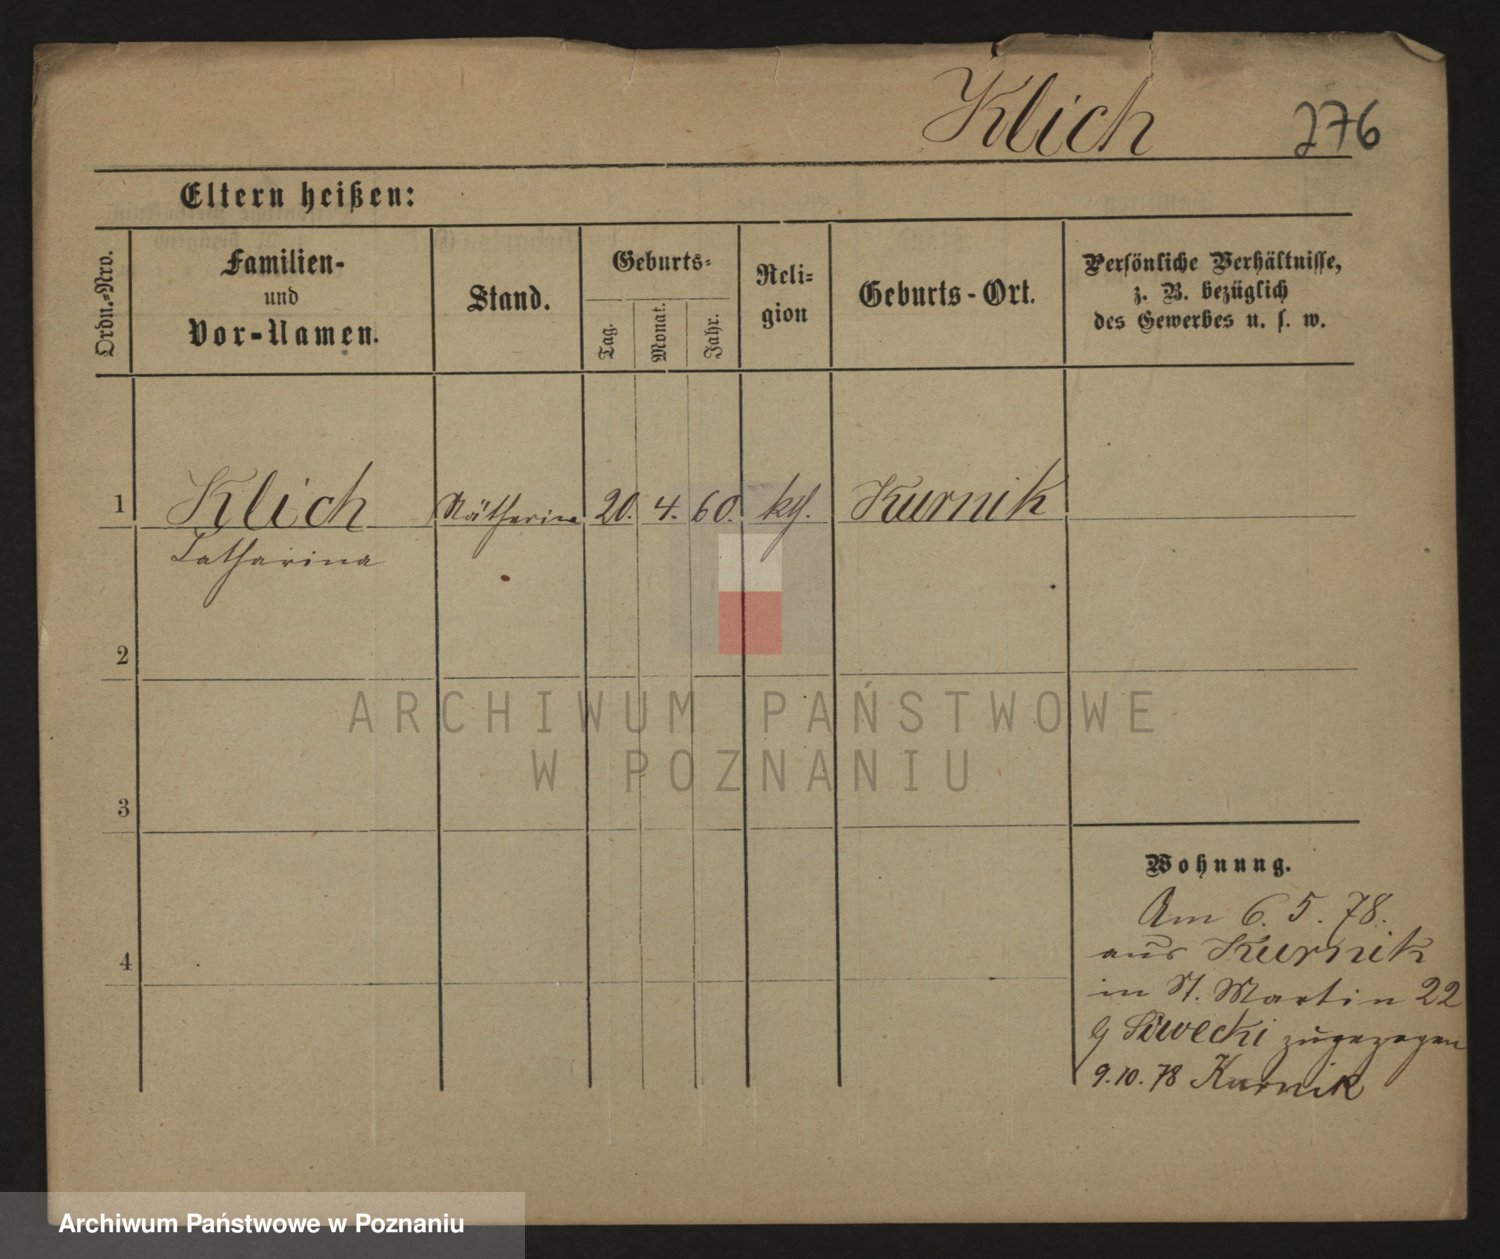 Klich 276
Eltern heißen:
Ordn.-Nro.
Familien-
und
Vor-Namen.
Stand.
Geburts-
Tag.
Monat.
Jahr.
Reli-
gion
Geburts-Ort.
Persönliche Verhältnisse,
z. B. bezüglich
des Gewerbes u. s. w.
1 Klich Nätherin 20. 4. 60. kth. Kurnik
Catharina
2
3
4
Wohnung.
Am 6. 5. 78.
aus Kurnik
in St. Martin 22
Siwecki zugezogen
9.10.78 Kurnik
ARCHIWUM PAŃSTWOWE
W POZNANIU
Archiwum Państwowe w Poznaniu